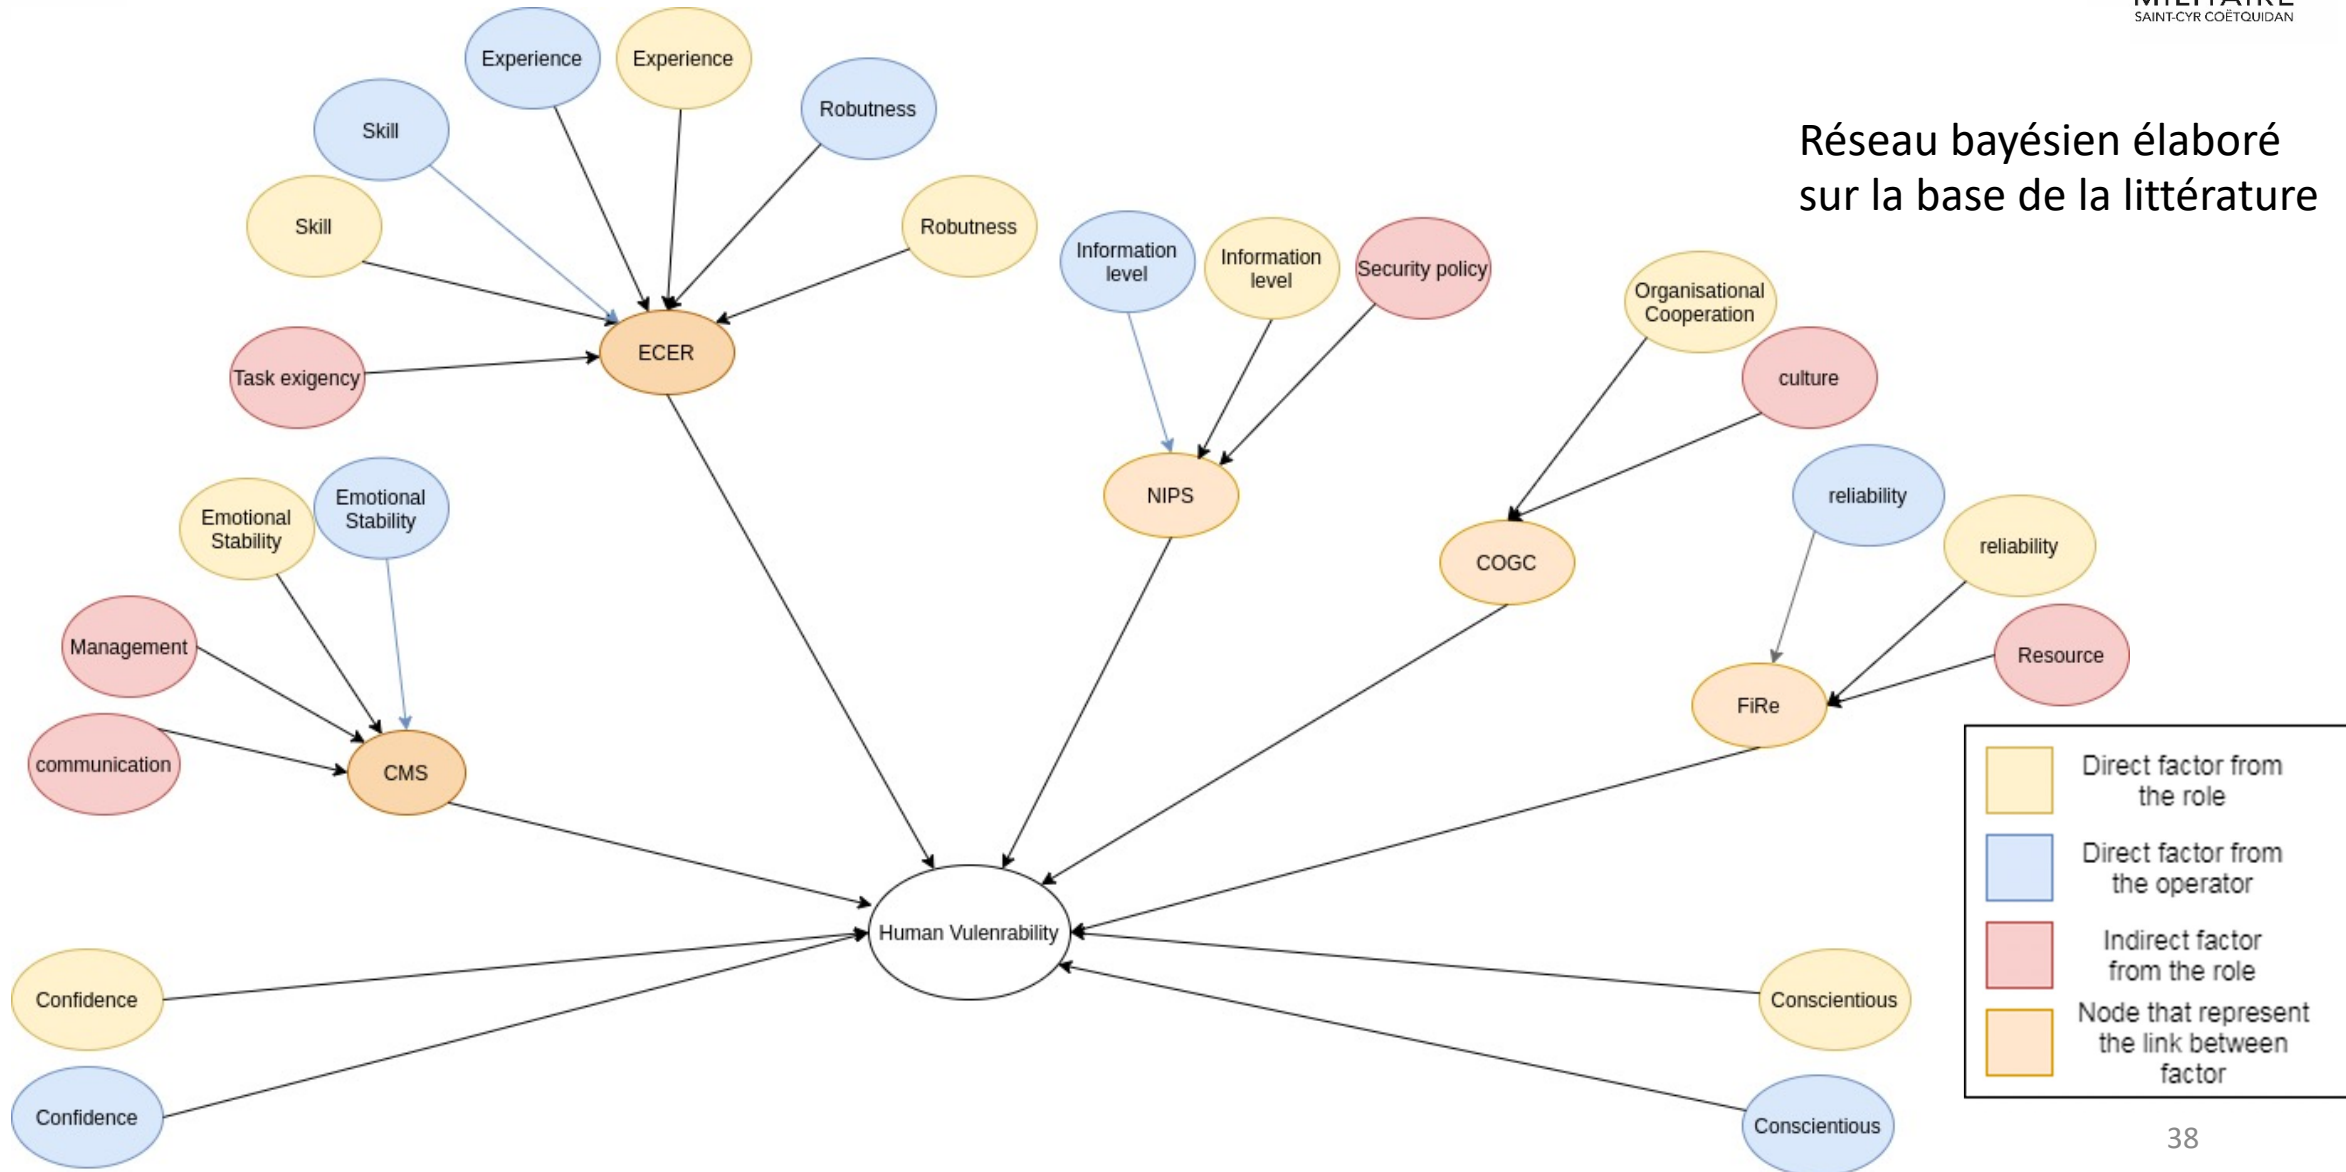 MILITAIRE
SAINT-CYR COËTQUIDAN
Réseau bayésien élaboré
sur la base de la littérature
Experience
Experience
Robutness
Skill
Skill
Robutness
Task exigency
ECER
Information
level
Information
level
Security policy
Organisational
Cooperation
culture
NIPS
COGC
reliability
reliability
Resource
FiRe
Emotional
Stability
Emotional
Stability
Management
communication
CMS
Human Vulenrability
Confidence
Confidence
Conscientious
Conscientious
Direct factor from
the role
Direct factor from
the operator
Indirect factor
from the role
Node that represent
the link between
factor
38